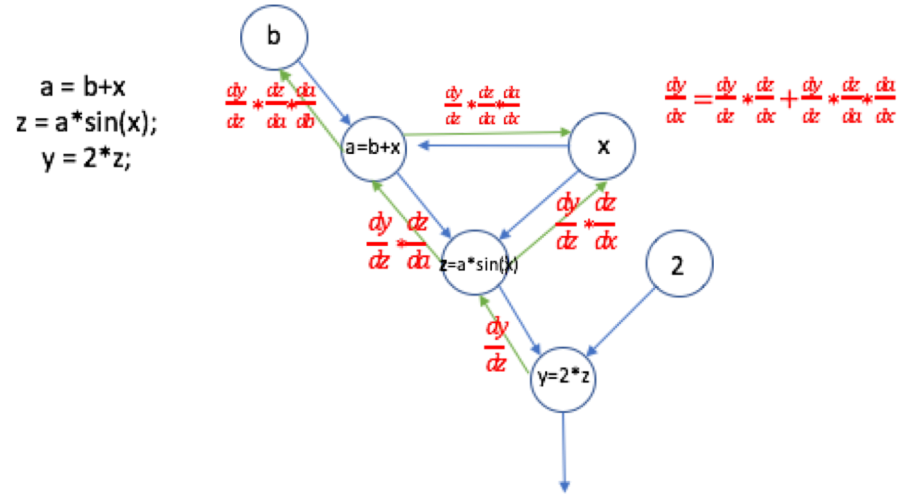 a = b+x
z = a*sin(x);
y = 2*z;
b
dy/dz * dz/da * da/db
a=b+x
dy/dz * dz/da * da/dx
x
dy/dx = dy/dz * dz/dx + dy/dz * dz/da * da/dx
dy/dz * dz/da
dy/dz * dz/dx
z=a*sin(x)
2
dy/dz
y=2*z